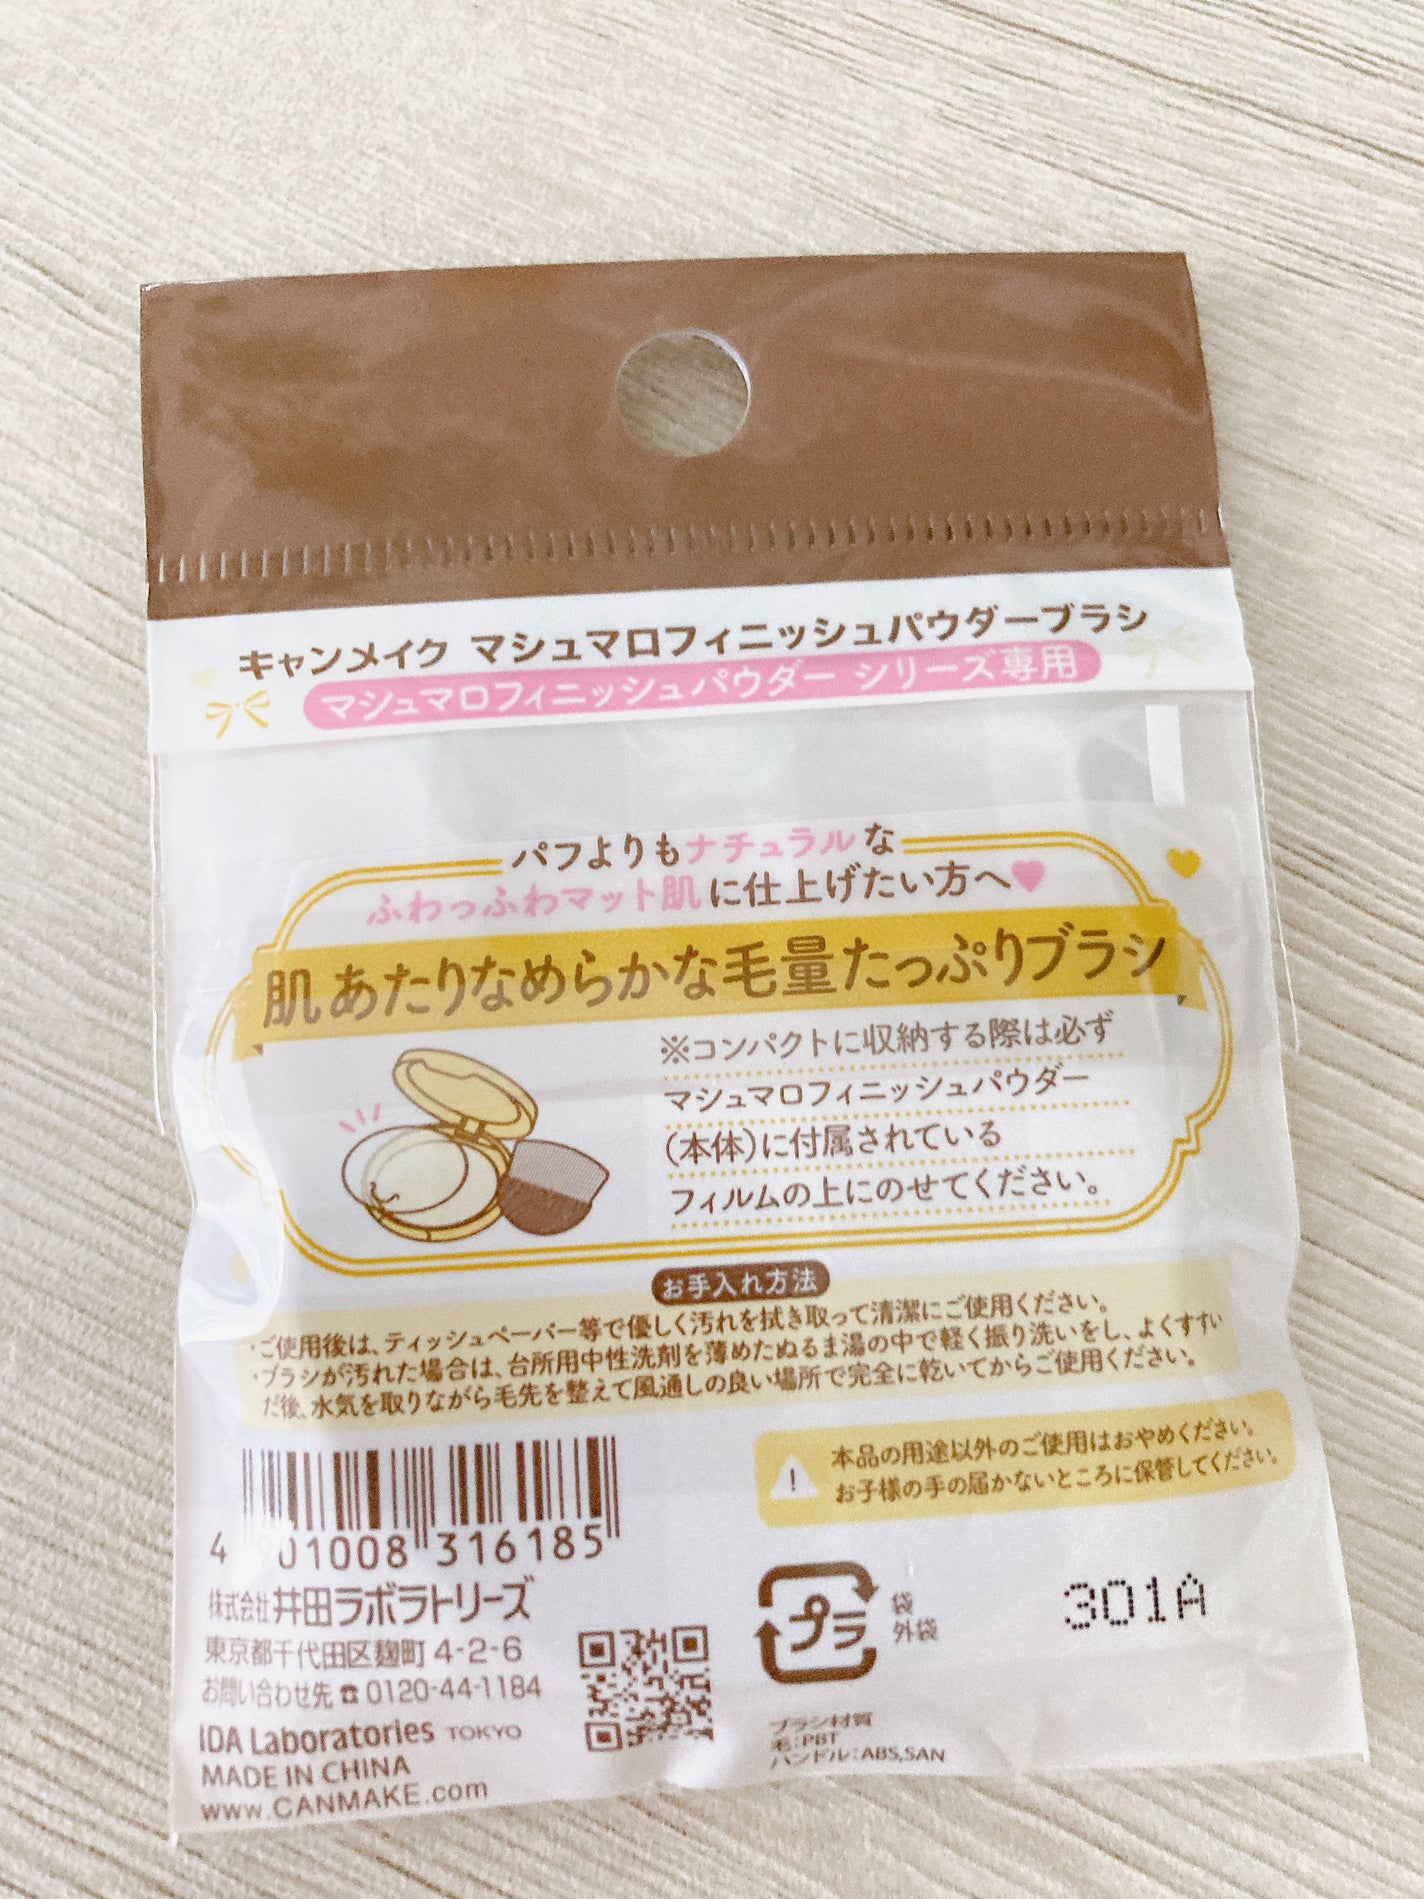 キャンメイク マシュマロフィニッシュパウダーブラシ
マシュマロフィニッシュパウダー シリーズ専用
パフよりもナチュラルな
ふわっふわマット肌に仕上げたい方へ♥
肌あたりなめらかな毛量たっぷりブラシ
※コンパクトに収納する際は必ず
マシュマロフィニッシュパウダー
(本体)に付属されている
フィルムの上にのせてください。
お手入れ方法
・ご使用後は、ティッシュペーパー等で優しく汚れを拭き取って清潔にご使用ください。
・ブラシが汚れた場合は、台所用中性洗剤を薄めたぬるま湯の中で軽く振り洗いをし、よくすすい
だ後、水気を取りながら毛先を整えて風通しの良い場所で完全に乾いてからご使用ください。
本品の用途以外のご使用はおやめください。
お子様の手の届かないところに保管してください。
4 901008 316185
株式会社 井田ラボラトリーズ
東京都千代田区麹町 4-2-6
お問い合わせ先 ☎ 0120-44-1184
IDA Laboratories TOKYO
MADE IN CHINA
www.CANMAKE.com
プラ
袋
外袋
301A
ブラシ材質
毛:PBT
ハンドル:ABS,SAN